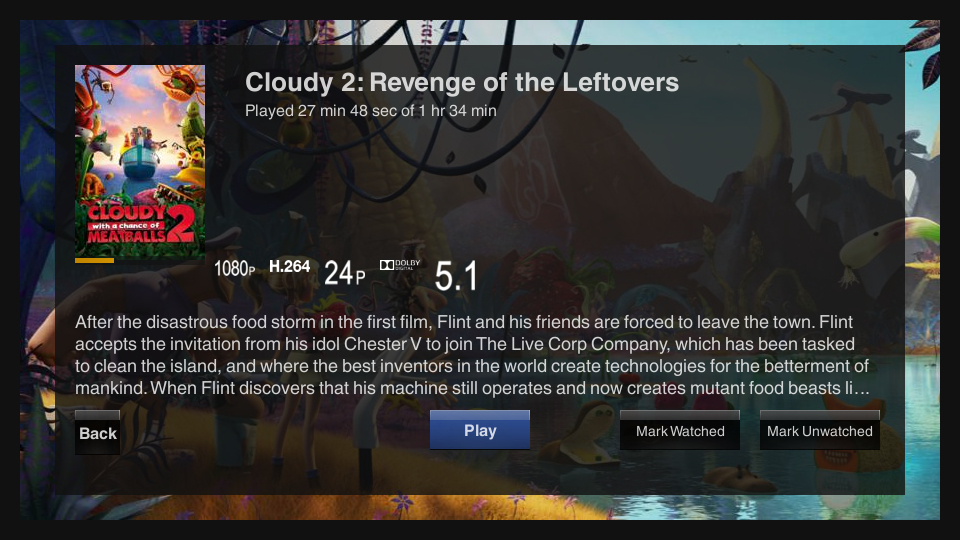 Cloudy 2: Revenge of the Leftovers
Played 27 min 48 sec of 1 hr 34 min
CLOUDY
with a chance of
MEATBALLS 2
1080P H.264 24P DOLBY DIGITAL 5.1
After the disastrous food storm in the first film, Flint and his friends are forced to leave the town. Flint
accepts the invitation from his idol Chester V to join The Live Corp Company, which has been tasked
to clean the island, and where the best inventors in the world create technologies for the betterment of
mankind. When Flint discovers that his machine still operates and now creates mutant food beasts li...
Back Play Mark Watched Mark Unwatched